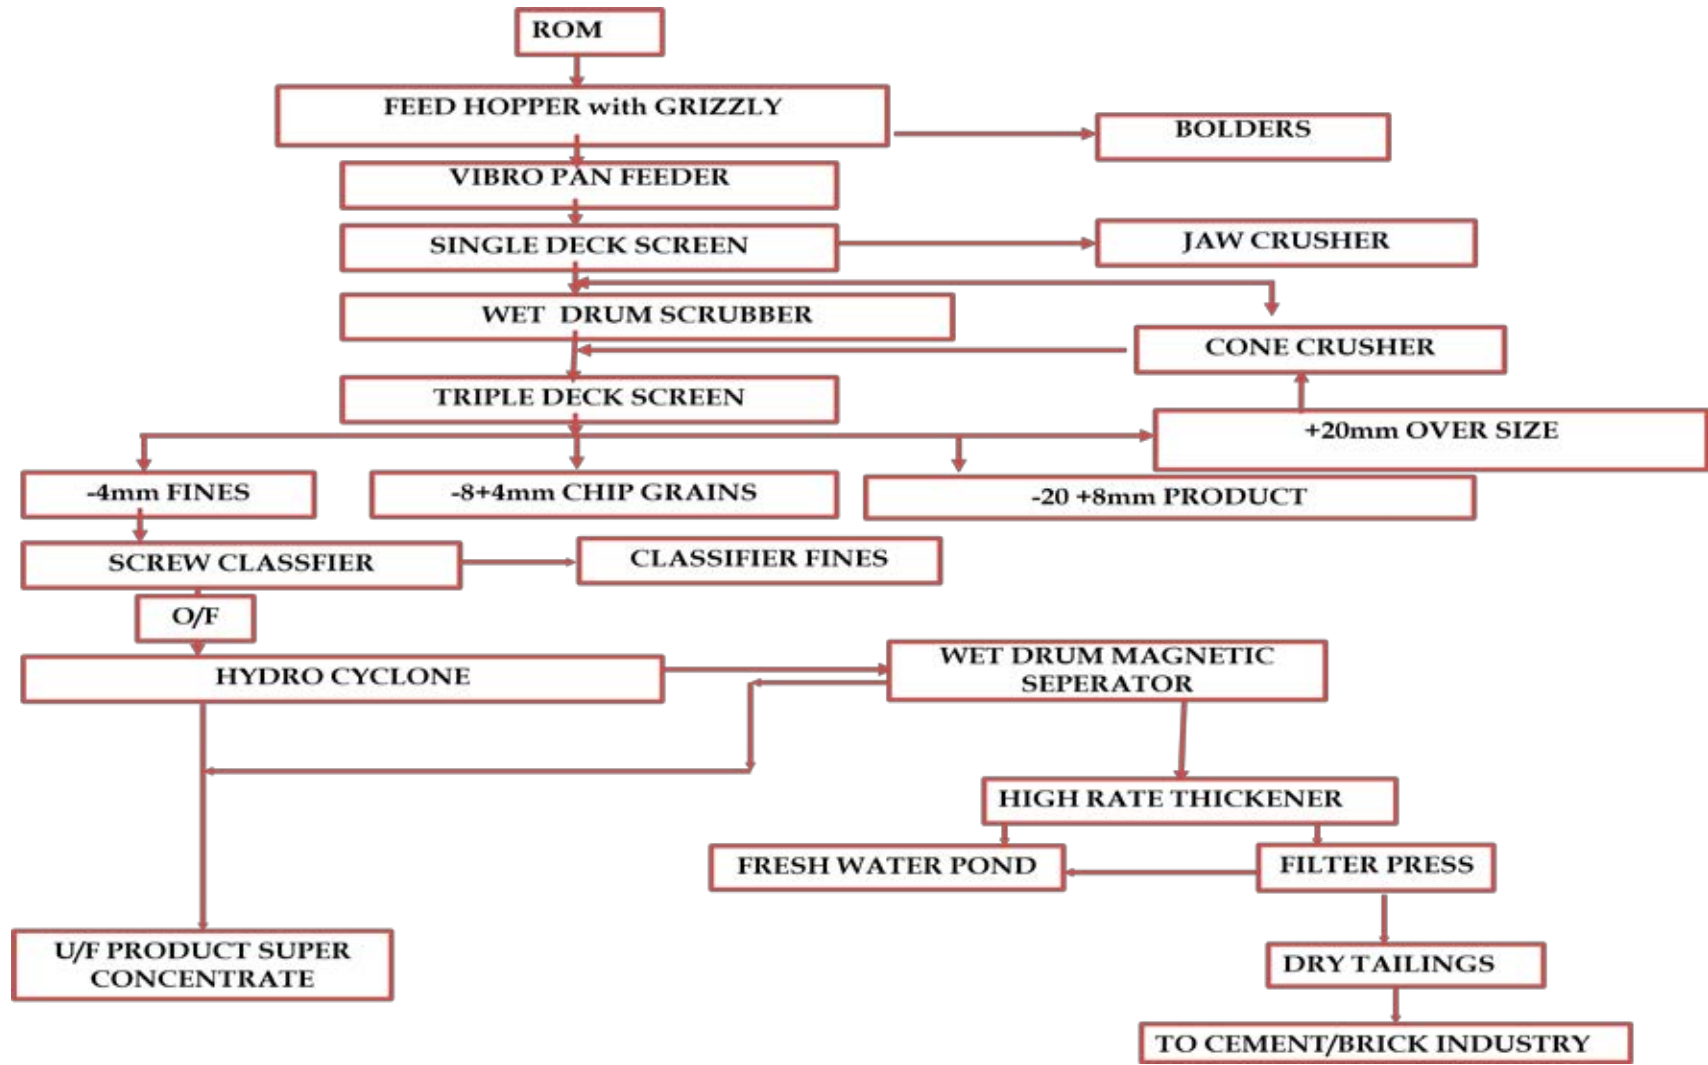 ROM
FEED HOPPER with GRIZZLY
BOLDERS
VIBRO PAN FEEDER
SINGLE DECK SCREEN
JAW CRUSHER
WET DRUM SCRUBBER
CONE CRUSHER
TRIPLE DECK SCREEN
+20mm OVER SIZE
-4mm FINES
-8+4mm CHIP GRAINS
-20 +8mm PRODUCT
SCREW CLASSFIER
CLASSIFIER FINES
O/F
HYDRO CYCLONE
WET DRUM MAGNETIC
SEPERATOR
HIGH RATE THICKENER
FRESH WATER POND
FILTER PRESS
U/F PRODUCT SUPER
CONCENTRATE
DRY TAILINGS
TO CEMENT/BRICK INDUSTRY